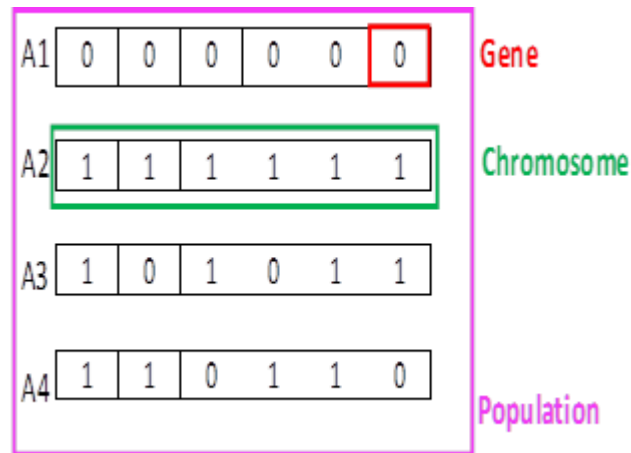 A1 0 0 0 0 0 0 Gene
A2 1 1 1 1 1 1 Chromosome
A3 1 0 1 0 1 1
A4 1 1 0 1 1 0
Population